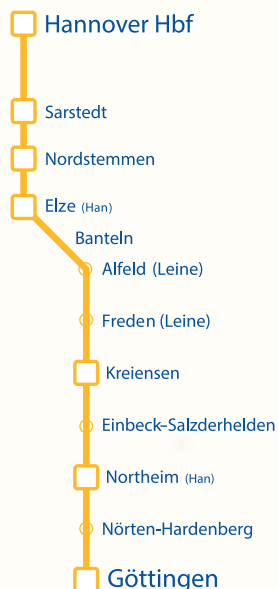 Hannover Hbf
Sarstedt
Nordstemmen
Elze (Han)
Banteln
Alfeld (Leine)
Freden (Leine)
Kreiensen
Einbeck-Salzderhelden
Northeim (Han)
Nörten-Hardenberg
Göttingen